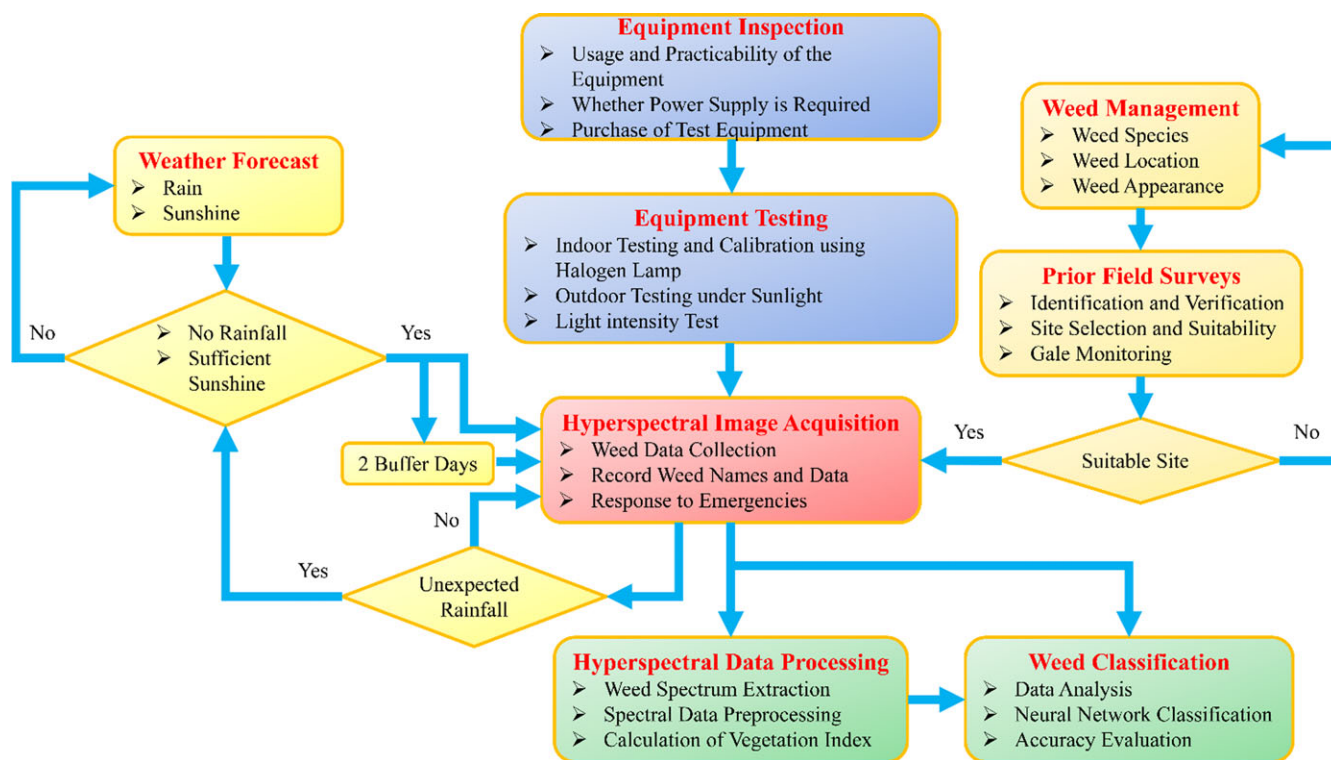 Equipment Inspection
➤ Usage and Practicability of the
Equipment
➤ Whether Power Supply is Required
➤ Purchase of Test Equipment
Weather Forecast
➤ Rain
➤ Sunshine
Equipment Testing
➤ Indoor Testing and Calibration using
Halogen Lamp
➤ Outdoor Testing under Sunlight
➤ Light intensity Test
Weed Management
➤ Weed Species
➤ Weed Location
➤ Weed Appearance
Prior Field Surveys
➤ Identification and Verification
➤ Site Selection and Suitability
➤ Gale Monitoring
No
➤ No Rainfall
➤ Sufficient
Sunshine
Yes
2 Buffer Days
Hyperspectral Image Acquisition
➤ Weed Data Collection
➤ Record Weed Names and Data
➤ Response to Emergencies
Yes
Suitable Site
No
No
Yes
Unexpected
Rainfall
Hyperspectral Data Processing
➤ Weed Spectrum Extraction
➤ Spectral Data Preprocessing
➤ Calculation of Vegetation Index
Weed Classification
➤ Data Analysis
➤ Neural Network Classification
➤ Accuracy Evaluation